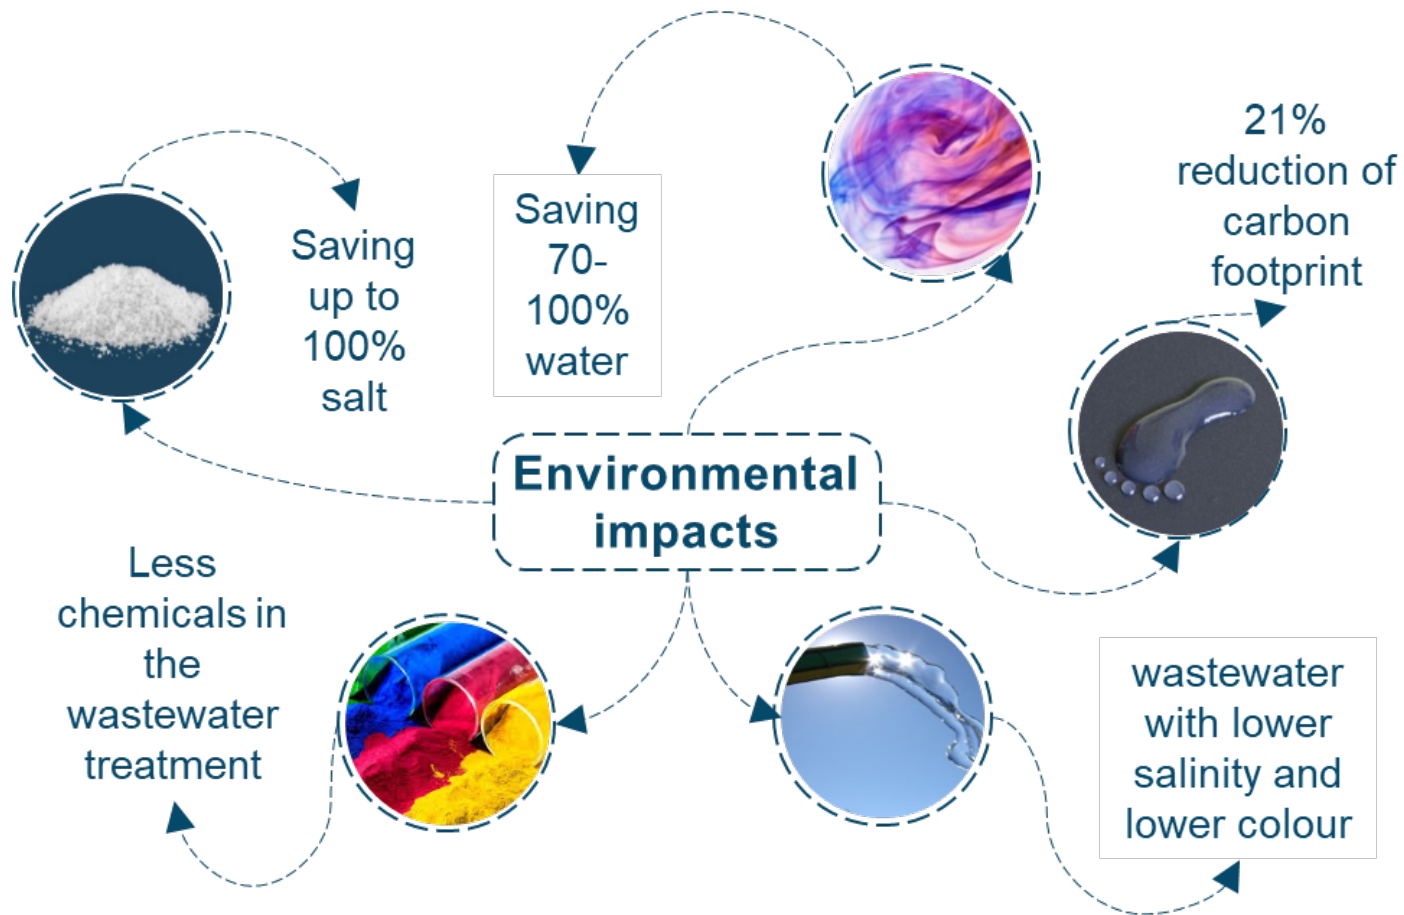 Saving
up to
100%
salt
Saving
70-
100%
water
21%
reduction of
carbon
footprint
Environmental
impacts
Less
chemicals in
the
wastewater
treatment
wastewater
with lower
salinity and
lower colour